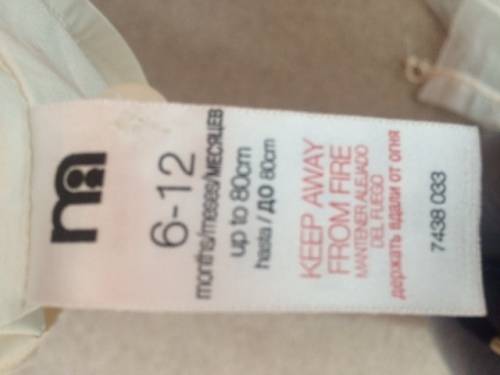 6-12
months/meses/МЕСЯЦЕВ
up to 80cm
hasta / ДО 80cm
KEEP AWAY
FROM FIRE
MANTENER ALEJADO
DEL FUEGO
держать вдали от огня
7438 033